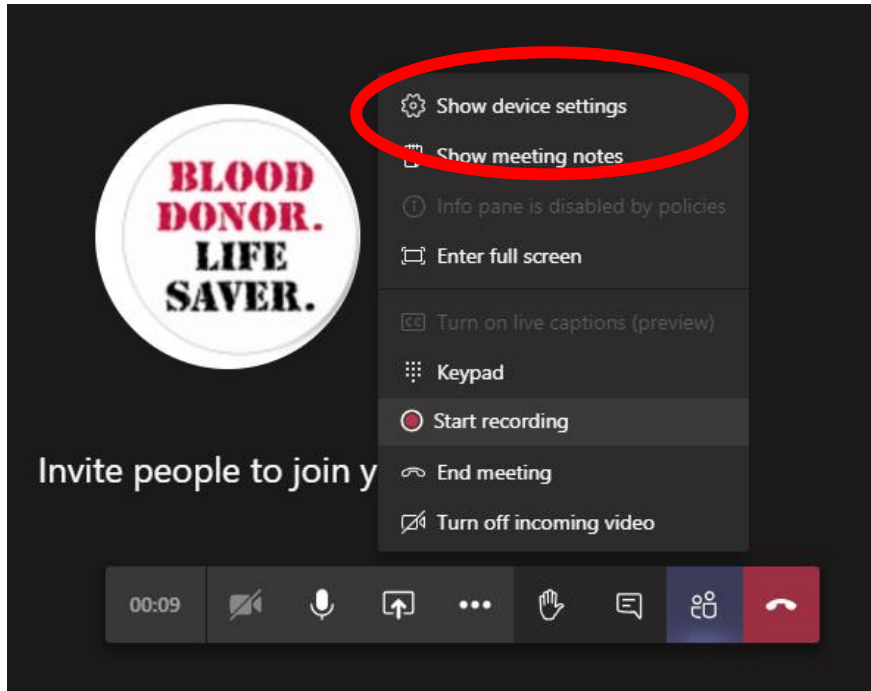 BLOOD
DONOR.
LIFE
SAVER.
Show device settings
Show meeting notes
Info pane is disabled by policies
Enter full screen
CC Turn on live captions (preview)
Keypad
Start recording
Invite people to join y
End meeting
Turn off incoming video
00:09